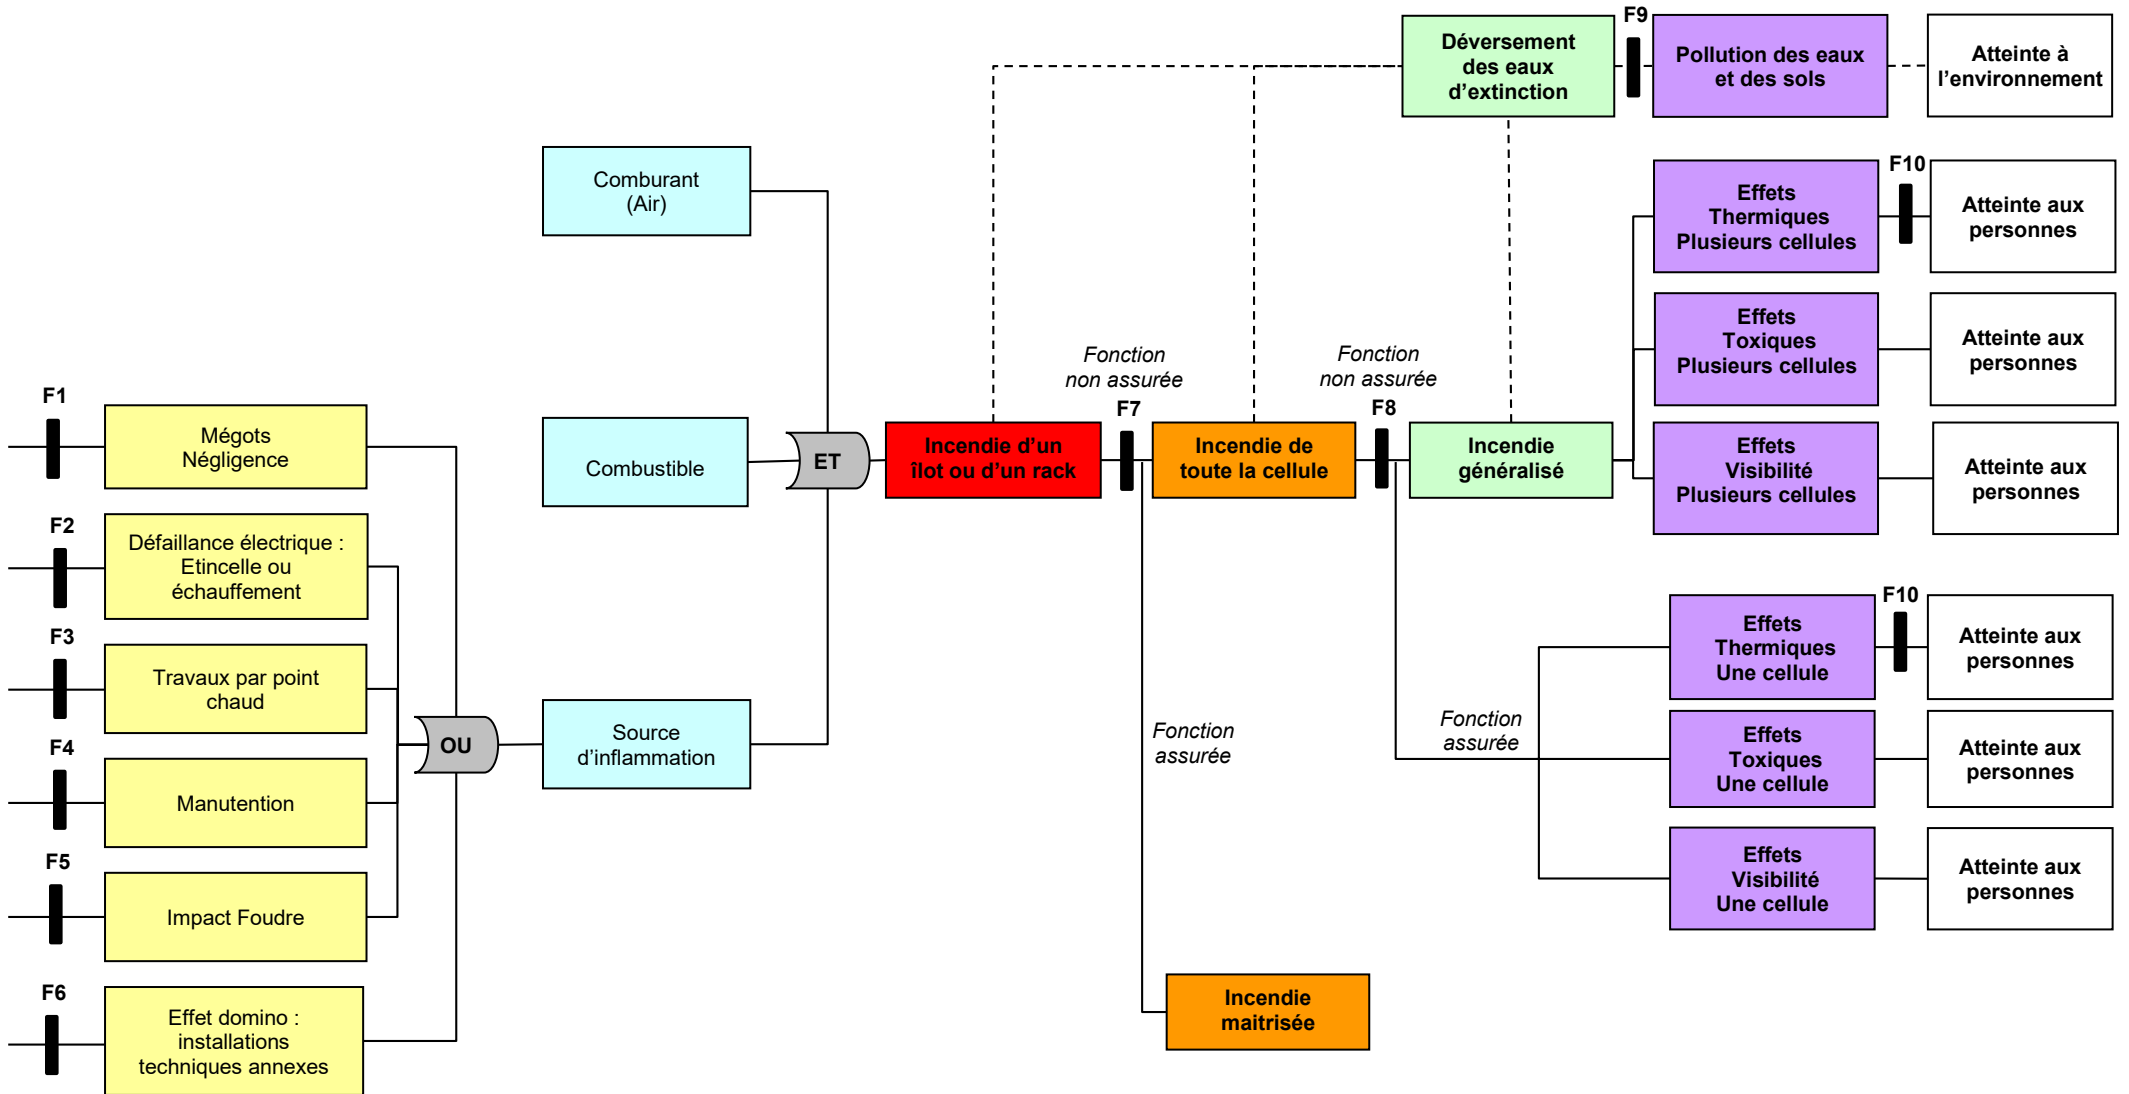 F9
Déversement
des eaux
d'extinction
Pollution des eaux
et des sols
Atteinte à
l'environnement
Comburant
(Air)
F10
Effets
Thermiques
Plusieurs cellules
Atteinte aux
personnes
Effets
Toxiques
Plusieurs cellules
Atteinte aux
personnes
Fonction
non assurée
F7
Fonction
non assurée
F8
F1
Mégots
Négligence
Combustible
ET
Incendie d'un
îlot ou d'un rack
Incendie de
toute la cellule
Incendie
généralisé
Effets
Visibilité
Plusieurs cellules
Atteinte aux
personnes
F2
Défaillance électrique :
Etincelle ou
échauffement
F3
Travaux par point
chaud
F10
Effets
Thermiques
Une cellule
Atteinte aux
personnes
OU
Source
d'inflammation
Fonction
assurée
Fonction
assurée
Effets
Toxiques
Une cellule
Atteinte aux
personnes
F4
Manutention
F5
Impact Foudre
Effets
Visibilité
Une cellule
Atteinte aux
personnes
F6
Effet domino :
installations
techniques annexes
Incendie
maitrisée